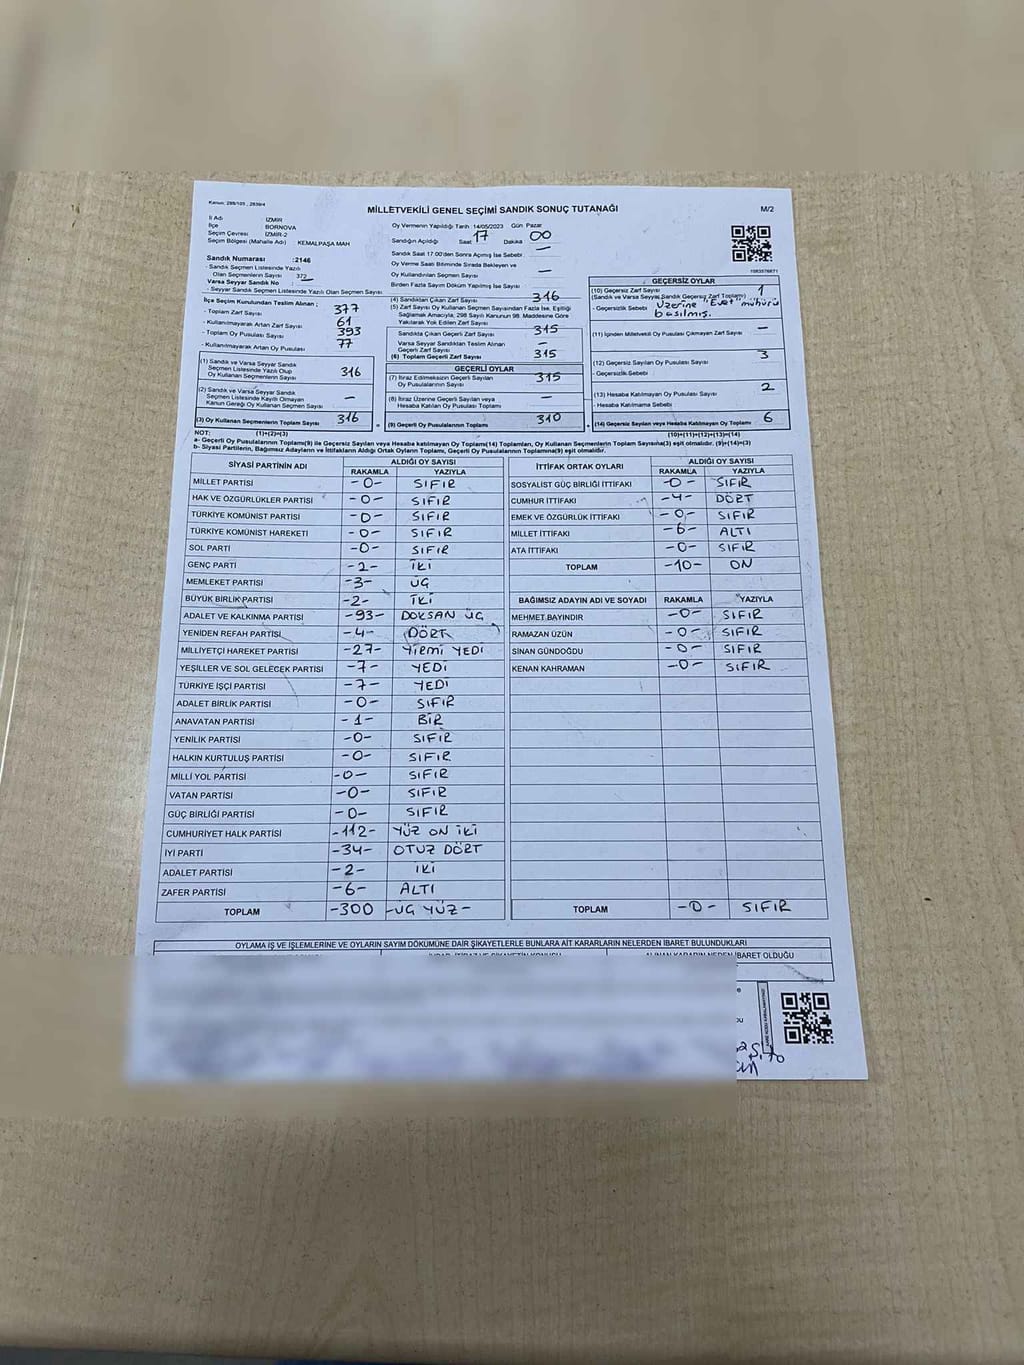 Kanun: 298/105 , 2839/4
MİLLETVEKİLİ GENEL SEÇİMİ SANDIK SONUÇ TUTANAĞI
M/2
İl Adı İZMİR
İlçe BORNOVA
Seçim Çevresi İZMİR-2
Seçim Bölgesi (Mahalle Adı) KEMALPAŞA MAH
Oy Vermenin Yapıldığı Tarih :14/05/2023 Gün Pazar
Sandığın Açıldığı Saat 17 Dakika 00
Sandık Saat 17:00'den Sonra Açılmış İse Sebebi —
Oy Verme Saati Bitiminde Sırada Bekleyen ve
Oy Kullandırılan Seçmen Sayısı —
Birden Fazla Sayım Döküm Yapılmış İse Sayısı
1083576671
Sandık Numarası :2146
- Sandık Seçmen Listesinde Yazılı
Olan Seçmenlerin Sayısı 372
Varsa Seyyar Sandık No —
- Seyyar Sandık Seçmen Listesinde Yazılı Olan Seçmen Sayısı
İlçe Seçim Kurulundan Teslim Alınan ;
- Toplam Zarf Sayısı 377
- Kullanılmayarak Artan Zarf Sayısı 61
- Toplam Oy Pusulası Sayısı 393
- Kullanılmayarak Artan Oy Pusulası 77
(4) Sandıktan Çıkan Zarf Sayısı 316
(5) Zarf Sayısı Oy Kullanan Seçmen Sayısından Fazla İse, Eşitliği
Sağlamak Amacıyla, 298 Sayılı Kanunun 98. Maddesine Göre
Yakılarak Yok Edilen Zarf Sayısı
Sandıkta Çıkan Geçerli Zarf Sayısı 315
Varsa Seyyar Sandıktan Teslim Alınan
Geçerli Zarf Sayısı —
(6) Toplam Geçerli Zarf Sayısı 315
GEÇERSİZ OYLAR
(10) Geçersiz Zarf Sayısı 1
(Sandık ve Varsa Seyyar Sandık Geçersiz Zarf Toplamı)
- Geçersizlik Sebebi Üzerine "Evet" mührü
basılmış.
(11) İçinden Milletvekili Oy Pusulası Çıkmayan Zarf Sayısı —
(12) Geçersiz Sayılan Oy Pusulası Sayısı 3
- Geçersizlik Sebebi
(13) Hesaba Katılmayan Oy Pusulası Sayısı 2
- Hesaba Katılmama Sebebi
(14) Geçersiz Sayılan veya Hesaba Katılmayan Oy Toplamı 6
(1) Sandık ve Varsa Seyyar Sandık
Seçmen Listesinde Yazılı Olup
Oy Kullanan Seçmenlerin Sayısı 316
(2) Sandık ve Varsa Seyyar Sandık
Seçmen Listesinde Kayıtlı Olmayan
Kanun Gereği Oy Kullanan Seçmen Sayısı —
(3) Oy Kullanan Seçmenlerin Toplam Sayısı 316
GEÇERLİ OYLAR
(7) İtiraz Edilmeksizin Geçerli Sayılan
Oy Pusulalarının Sayısı 315
(8) İtiraz Üzerine Geçerli Sayılan veya
Hesaba Katılan Oy Pusulası Toplamı —
(9) Geçerli Oy Pusulalarının Toplamı 310
NOT: (1)+(2)=(3)
(10)+(11)+(12)+(13)=(14)
a- Geçerli Oy Pusulalarının Toplamı(9) ile Geçersiz Sayılan veya Hesaba katılmayan Oy Toplamı(14) Toplamları, Oy Kullanan Seçmenlerin Toplam Sayısına(3) eşit olmalıdır. (9)+(14)=(3)
b- Siyasi Partilerin, Bağımsız Adayların ve İttifakların Aldığı Ortak Oyların Toplamı, Geçerli Oy Pusulalarının Toplamına(9) eşit olmalıdır.
SİYASİ PARTİNİN ADI ALDIĞI OY SAYISI
RAKAMLA YAZIYLA
MİLLET PARTİSİ -0- SIFIR
HAK VE ÖZGÜRLÜKLER PARTİSİ -0- SIFIR
TÜRKİYE KOMÜNİST PARTİSİ -0- SIFIR
TÜRKİYE KOMÜNİST HAREKETİ -0- SIFIR
SOL PARTİ -0- SIFIR
GENÇ PARTİ -2- İKİ
MEMLEKET PARTİSİ -3- ÜÇ
BÜYÜK BİRLİK PARTİSİ -2- İKİ
ADALET VE KALKINMA PARTİSİ -93- DOKSAN ÜÇ
YENİDEN REFAH PARTİSİ -4- DÖRT
MİLLİYETÇİ HAREKET PARTİSİ -27- YİRMİ YEDİ
YEŞİLLER VE SOL GELECEK PARTİSİ -7- YEDİ
TÜRKİYE İŞÇİ PARTİSİ -7- YEDİ
ADALET BİRLİK PARTİSİ -0- SIFIR
ANAVATAN PARTİSİ -1- BİR
YENİLİK PARTİSİ -0- SIFIR
HALKIN KURTULUŞ PARTİSİ -0- SIFIR
MİLLİ YOL PARTİSİ -0- SIFIR
VATAN PARTİSİ -0- SIFIR
GÜÇ BİRLİĞİ PARTİSİ -0- SIFIR
CUMHURİYET HALK PARTİSİ -112- YÜZ ON İKİ
İYİ PARTİ -34- OTUZ DÖRT
ADALET PARTİSİ -2- İKİ
ZAFER PARTİSİ -6- ALTI
TOPLAM -300 -ÜÇ YÜZ-
İTTİFAK ORTAK OYLARI ALDIĞI OY SAYISI
RAKAMLA YAZIYLA
SOSYALİST GÜÇ BİRLİĞİ İTTİFAKI -0- SIFIR
CUMHUR İTTİFAKI -4- DÖRT
EMEK VE ÖZGÜRLÜK İTTİFAKI -0- SIFIR
MİLLET İTTİFAKI -6- ALTI
ATA İTTİFAKI -0- SIFIR
TOPLAM -10- ON
BAĞIMSIZ ADAYIN ADI VE SOYADI RAKAMLA YAZIYLA
MEHMET BAYINDIR -0- SIFIR
RAMAZAN ÜZÜN -0- SIFIR
SİNAN GÜNDOĞDU -0- SIFIR
KENAN KAHRAMAN -0- SIFIR
TOPLAM -0- SIFIR
OYLAMA İŞ VE İŞLEMLERİNE VE OYLARIN SAYIM DÖKÜMÜNE DAİR ŞİKAYETLERLE BUNLARA AİT KARARLARIN NELERDEN İBARET BULUNDUKLARI
ALINAN KARARIN NEDEN İBARET OLDUĞU